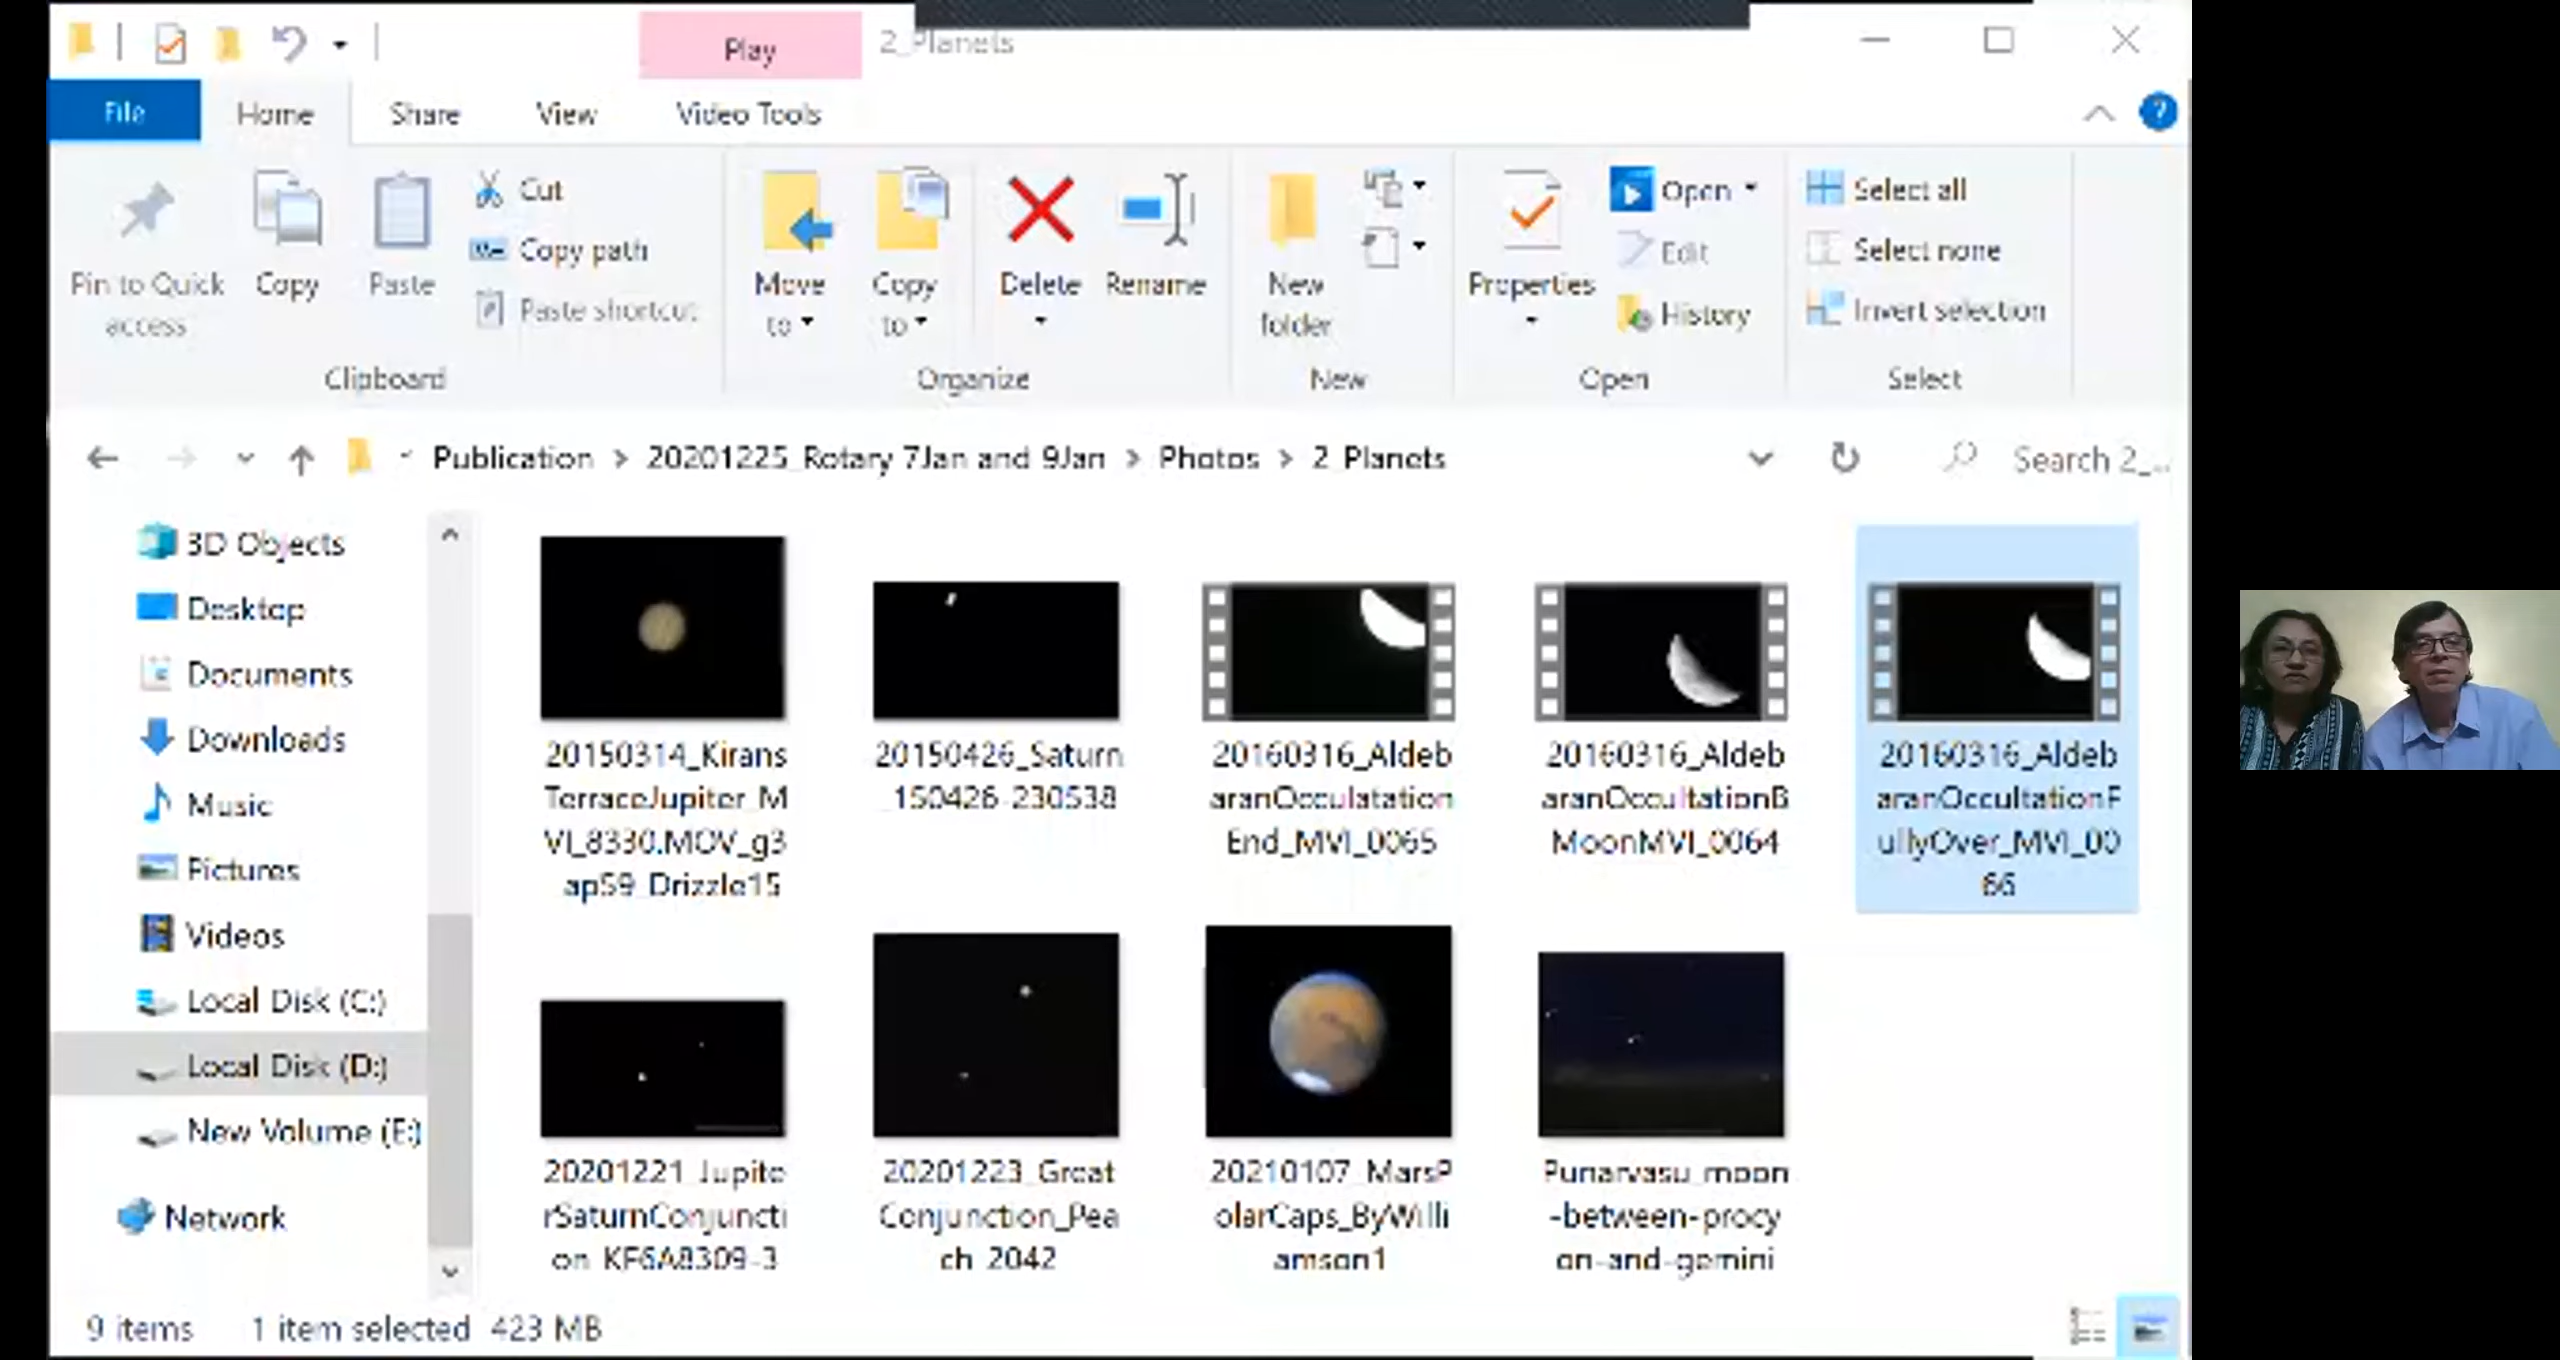 Play
2_Planets
File
Home
Share
View
Video Tools
Pin to Quick
access
Copy
Paste
Cut
Copy path
Paste shortcut
Clipboard
Move
to
Copy
to
Delete
Rename
Organize
New
folder
New
Properties
Open
Edit
History
Open
Select all
Select none
Invert selection
Select
Publication > 20201225_Rotary 7Jan and 9Jan > Photos > 2_Planets
Search 2_...
3D Objects
Desktop
Documents
Downloads
Music
Pictures
Videos
Local Disk (C:)
Local Disk (D:)
New Volume (E:)
Network
20150314_Kirans
TerraceJupiter_M
VI_8330.MOV_g3
_ap59_Drizzle15
20150426_Saturn
_150426-230538
20160316_Aldeb
aranOcculatation
End_MVI_0065
20160316_Aldeb
aranOccultationB
MoonMVI_0064
20160316_Aldeb
aranOccultationF
ullyOver_MVI_00
66
20201221_Jupite
rSaturnConjuncti
on_KF6A8309-3
20201223_Great
Conjunction_Pea
ch_2042
20210107_MarsP
olarCaps_ByWilli
amson1
Punarvasu_moon
-between-procy
on-and-gemini
9 items
1 item selected 423 MB